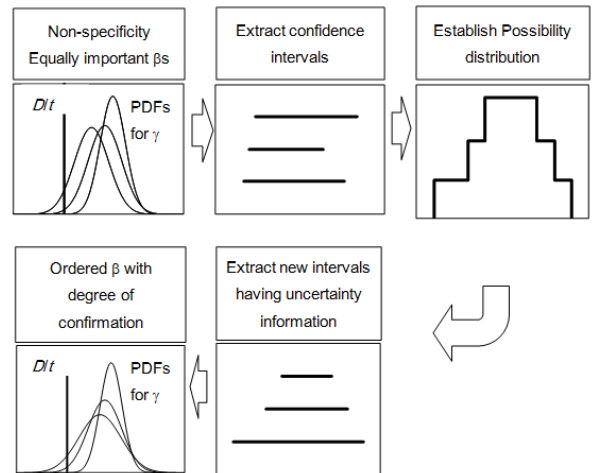 Non-specificity
Equally important βs
Extract confidence
intervals
Establish Possibility
distribution
D/t
PDFs
for γ
Ordered β with
degree of
confirmation
Extract new intervals
having uncertainty
information
D/t
PDFs
for γ